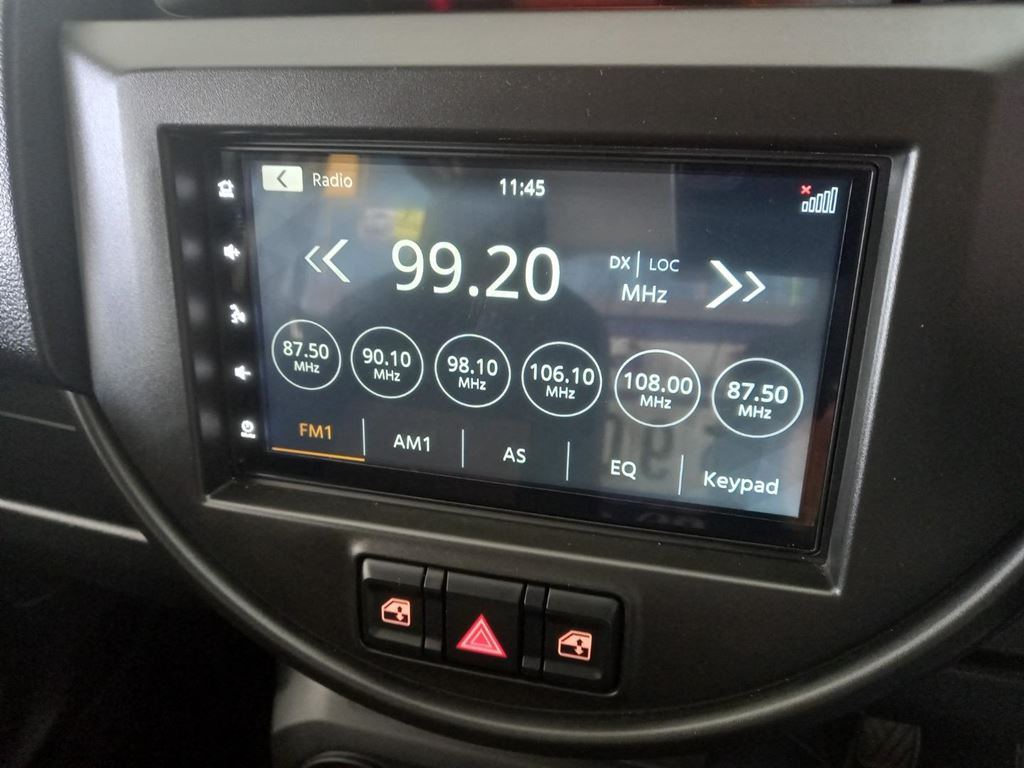 Radio
11:45
99.20
DX | LOC
MHz
87.50
MHz
90.10
MHz
98.10
MHz
106.10
MHz
108.00
MHz
87.50
MHz
FM1
AM1
AS
EQ
Keypad